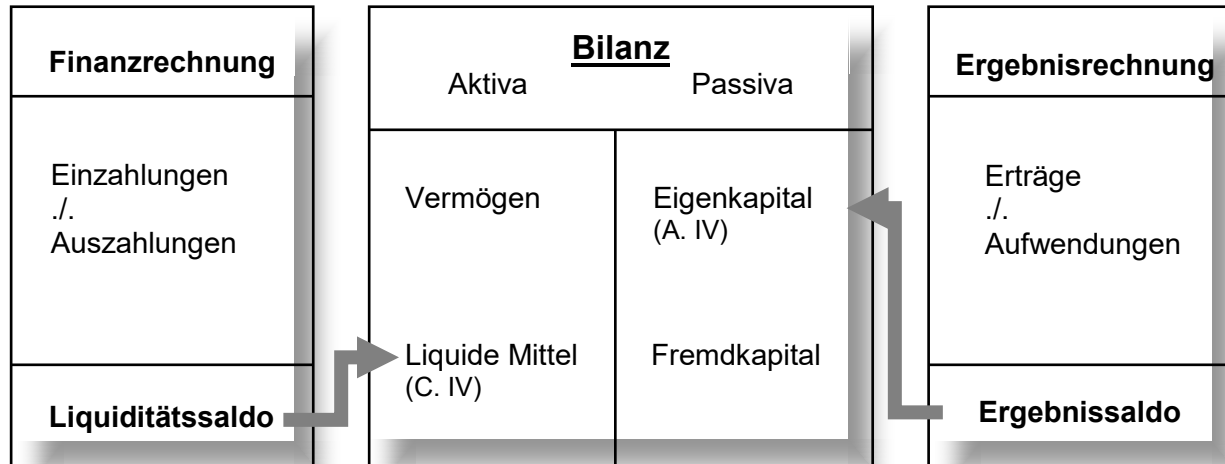 Finanzrechnung
Einzahlungen
./.
Auszahlungen
Liquiditätssaldo
Bilanz
Aktiva Passiva
Vermögen Eigenkapital
(A. IV)
Liquide Mittel Fremdkapital
(C. IV)
Ergebnisrechnung
Erträge
./.
Aufwendungen
Ergebnissaldo